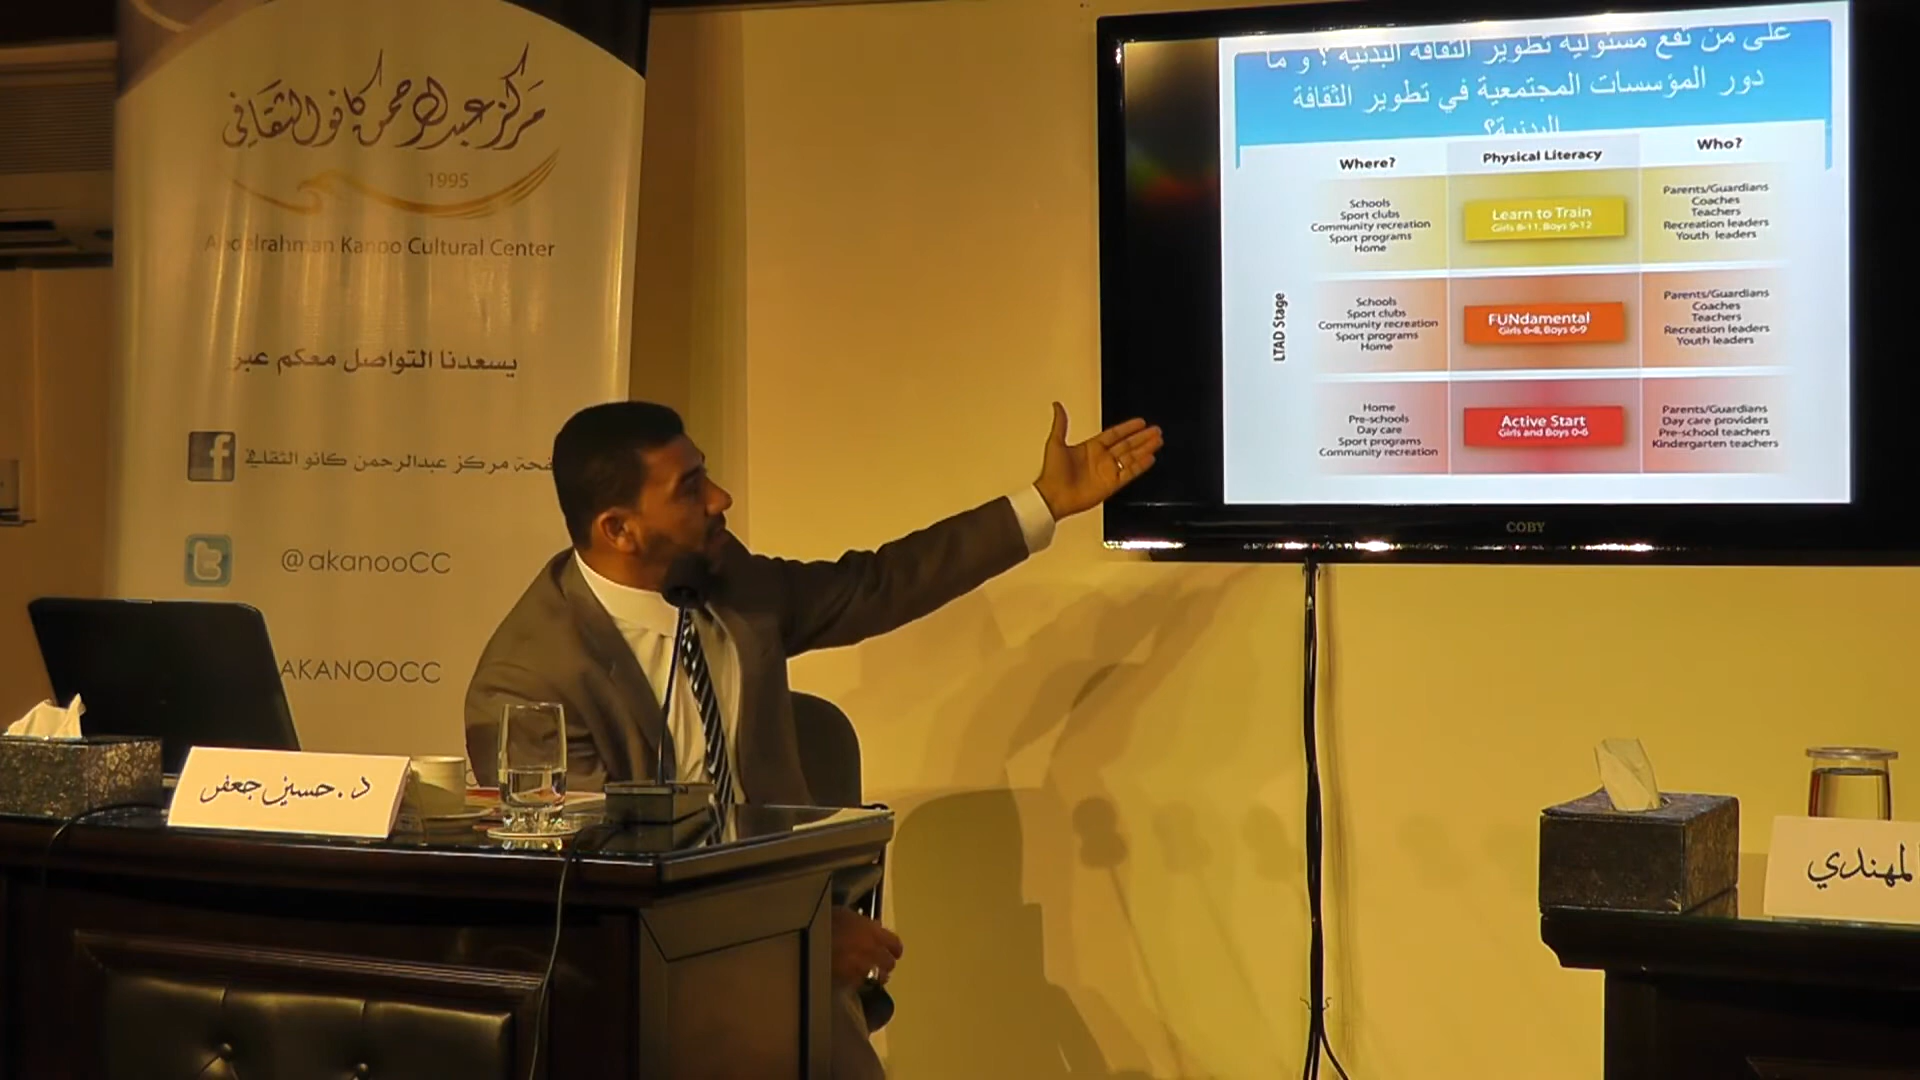 مركز عبدالرحمن كانو الثقافي
1995
Abdelrahman Kanoo Cultural Center
يسعدنا التواصل معكم عبر
مركز عبدالرحمن كانو الثقافي
@akanooCC
AKANOOCC
د. حسين جعفر
على من تقع مسئولية تطوير الثقافة البدنية ؟ و ما
دور المؤسسات المجتمعية في تطوير الثقافة
البدنية؟
Where?
Physical Literacy
Who?
LTAD Stage
Schools
Sport clubs
Community recreation
Sport programs
Home
Learn to Train
Girls 8-11, Boys 9-12
Parents/Guardians
Coaches
Teachers
Recreation leaders
Youth leaders
Schools
Sport clubs
Community recreation
Sport programs
Home
FUNdamental
Girls 6-8, Boys 6-9
Parents/Guardians
Coaches
Teachers
Recreation leaders
Youth leaders
Home
Pre-schools
Day care
Sport programs
Community recreation
Active Start
Girls and Boys 0-6
Parents/Guardians
Day care providers
Pre-school teachers
Kindergarten teachers
COBY
المهندي